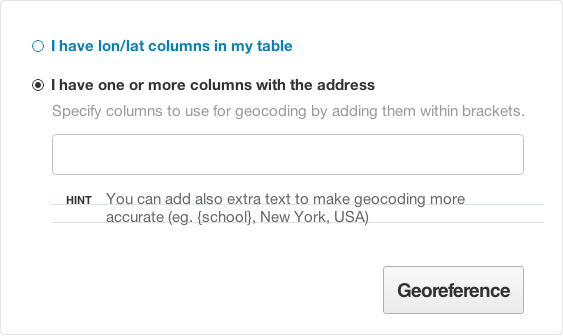 I have lon/lat columns in my table
I have one or more columns with the address
Specify columns to use for geocoding by adding them within brackets.
HINT You can add also extra text to make geocoding more
accurate (eg. {school}, New York, USA)
Georeference